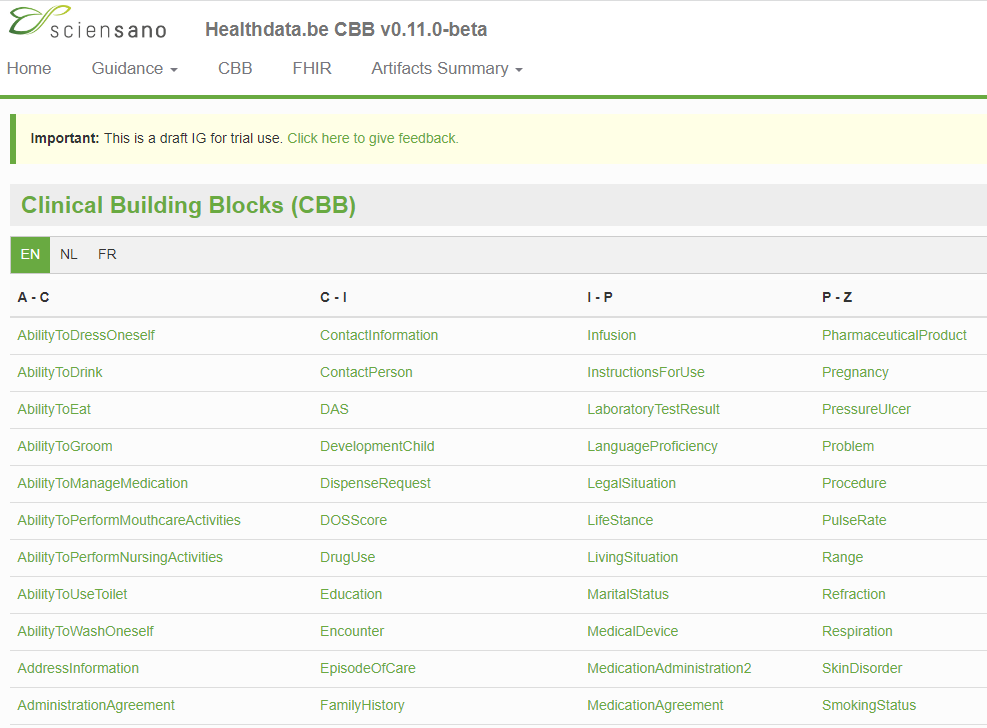 sciensano
Healthdata.be CBB v0.11.0-beta
Home Guidance CBB FHIR Artifacts Summary
Important: This is a draft IG for trial use. Click here to give feedback.
Clinical Building Blocks (CBB)
EN NL FR
A - C C - I I - P P - Z
AbilityToDressOneself ContactInformation Infusion PharmaceuticalProduct
AbilityToDrink ContactPerson InstructionsForUse Pregnancy
AbilityToEat DAS LaboratoryTestResult PressureUlcer
AbilityToGroom DevelopmentChild LanguageProficiency Problem
AbilityToManageMedication DispenseRequest LegalSituation Procedure
AbilityToPerformMouthcareActivities DOSScore LifeStance PulseRate
AbilityToPerformNursingActivities DrugUse LivingSituation Range
AbilityToUseToilet Education MaritalStatus Refraction
AbilityToWashOneself Encounter MedicalDevice Respiration
AddressInformation EpisodeOfCare MedicationAdministration2 SkinDisorder
AdministrationAgreement FamilyHistory MedicationAgreement SmokingStatus